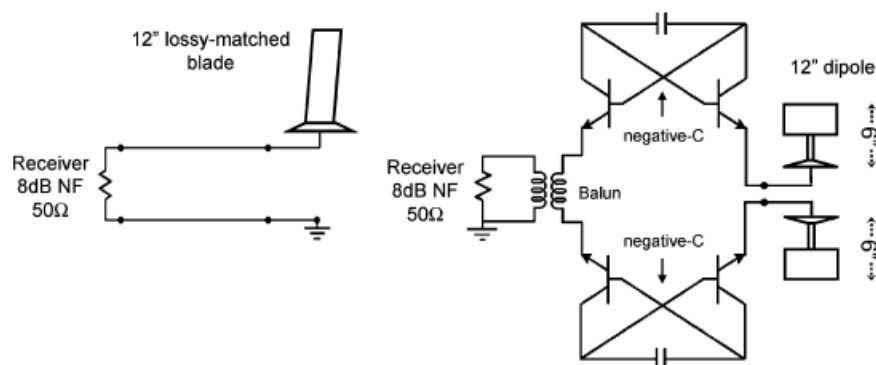 12” lossy-matched
blade
Receiver
8dB NF
50Ω
negative-C
Receiver
8dB NF
50Ω
Balun
negative-C
12” dipole
6”
6”